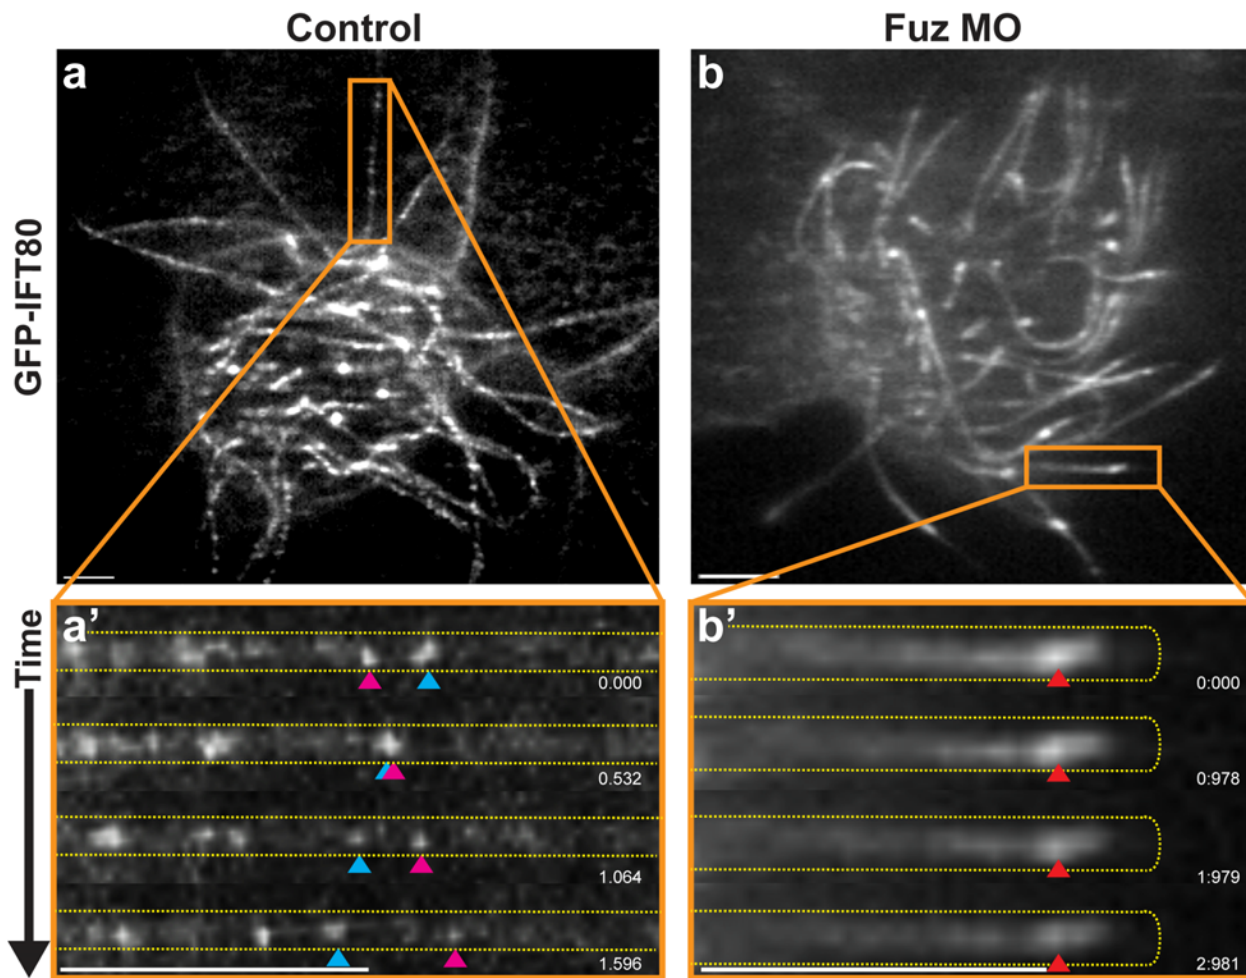 Control
Fuz MO
a
b
GFP-IFT80
Time
a’
0.000
0.532
1.064
1.596
b’
0:000
0:978
1:979
2:981